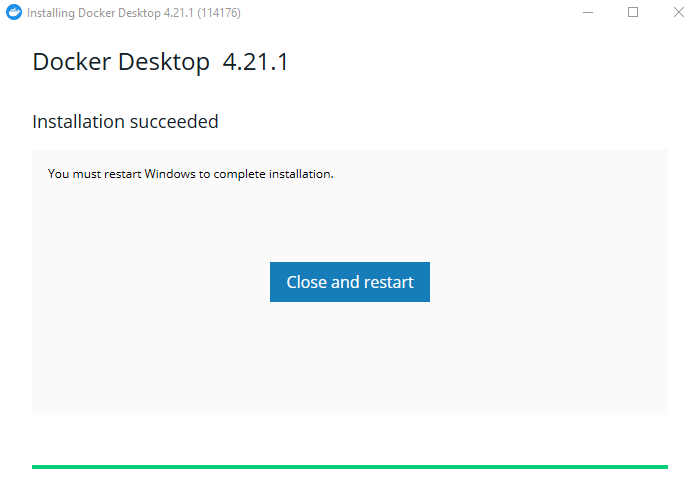 Installing Docker Desktop 4.21.1 (114176)
Docker Desktop 4.21.1
Installation succeeded
You must restart Windows to complete installation.
Close and restart